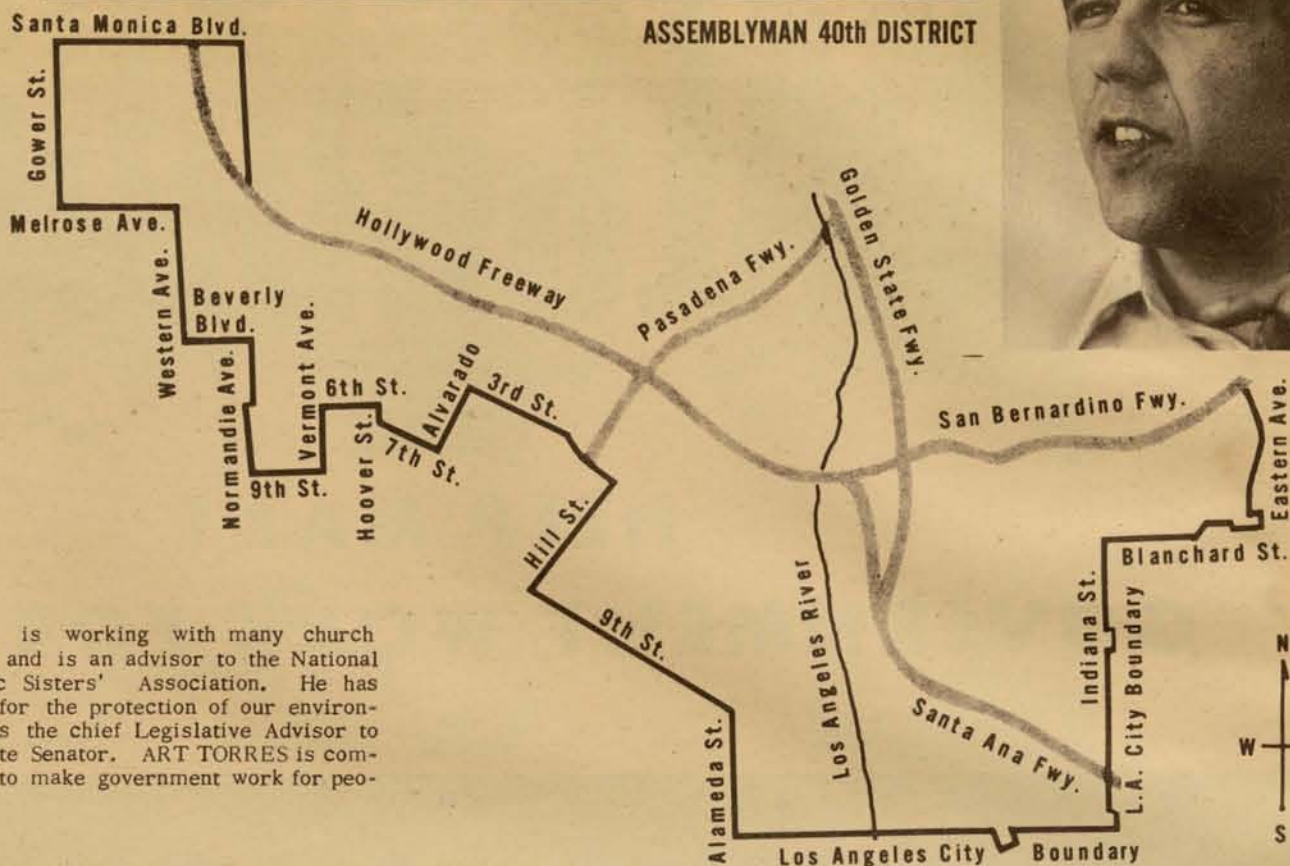 ASSEMBLYMAN 40th DISTRICT
Santa Monica Blvd.
Gower St.
Melrose Ave.
Western Ave.
Beverly
Blvd.
Normandie Ave.
Vermont Ave.
9th St.
6th St.
Hoover St.
7th St.
Alvarado
3rd St.
Hollywood Freeway
Pasadena Fwy.
Golden State Fwy.
San Bernardino Fwy.
Eastern Ave.
Blanchard St.
Indiana St.
L.A. City Boundary
Hill St.
9th St.
Alameda St.
Los Angeles River
Santa Ana Fwy.
Los Angeles City Boundary
N
W
S
is working with many church
and is an advisor to the National
c Sisters' Association. He has
for the protection of our environ-
s the chief Legislative Advisor to
te Senator. ART TORRES is com-
to make government work for peo-